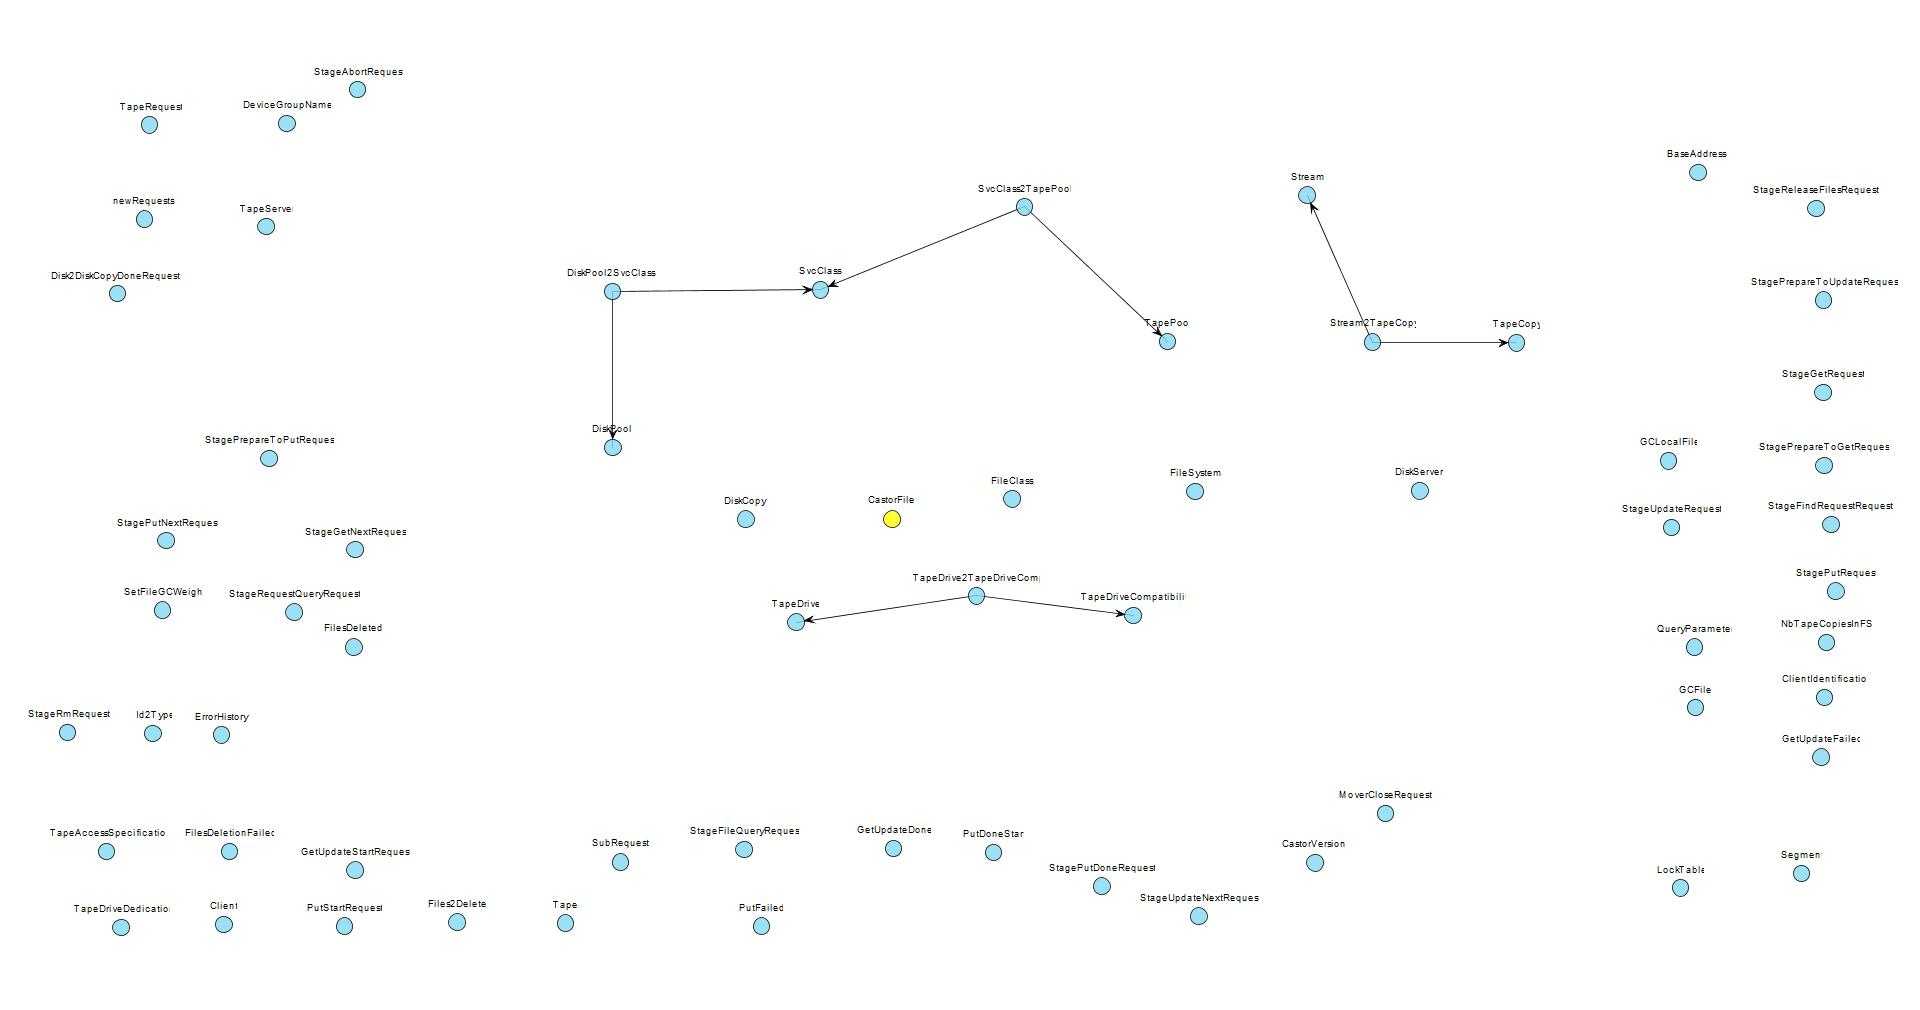 StageAbortReques
DeviceGroupName
TapeRequest
BaseAddress
Stream
SvcClass2TapePool
StageReleaseFilesRequest
newRequests
TapeServer
SvcClass
DiskPool2SvcClass
Disk2DiskCopyDoneRequest
StagePrepareToUpdateReques
TapePoo
Stream2TapeCopy
TapeCopy
StageGetRequest
DiskPool
StagePrepareToPutReques
GCLocalFile
StagePrepareToGetReques
DiskServer
FileSystem
FileClass
DiskCopy
CastorFile
StageUpdateRequest
StageFindRequestRequest
StagePutNextReques
StageGetNextReques
StagePutReques
TapeDrive2TapeDriveComp
SetFileGCWeigh
StageRequestQueryRequest
TapeDrive
TapeDriveCompatibili
FilesDeleted
QueryParameter
NbTapeCopiesInFS
ClientIdentificatio
GCFile
StageRmRequest
Id2Type
ErrorHistory
GetUpdateFailed
MoverCloseRequest
TapeAccessSpecificatio
FilesDeletionFailed
GetUpdateStartReques
SubRequest
StageFileQueryReques
GetUpdateDone
PutDoneStar
CastorVersion
StagePutDoneRequest
LockTable
Segment
TapeDriveDedicatio
Client
PutStartRequest
Files2Delete
Tape
PutFailed
StageUpdateNextReques